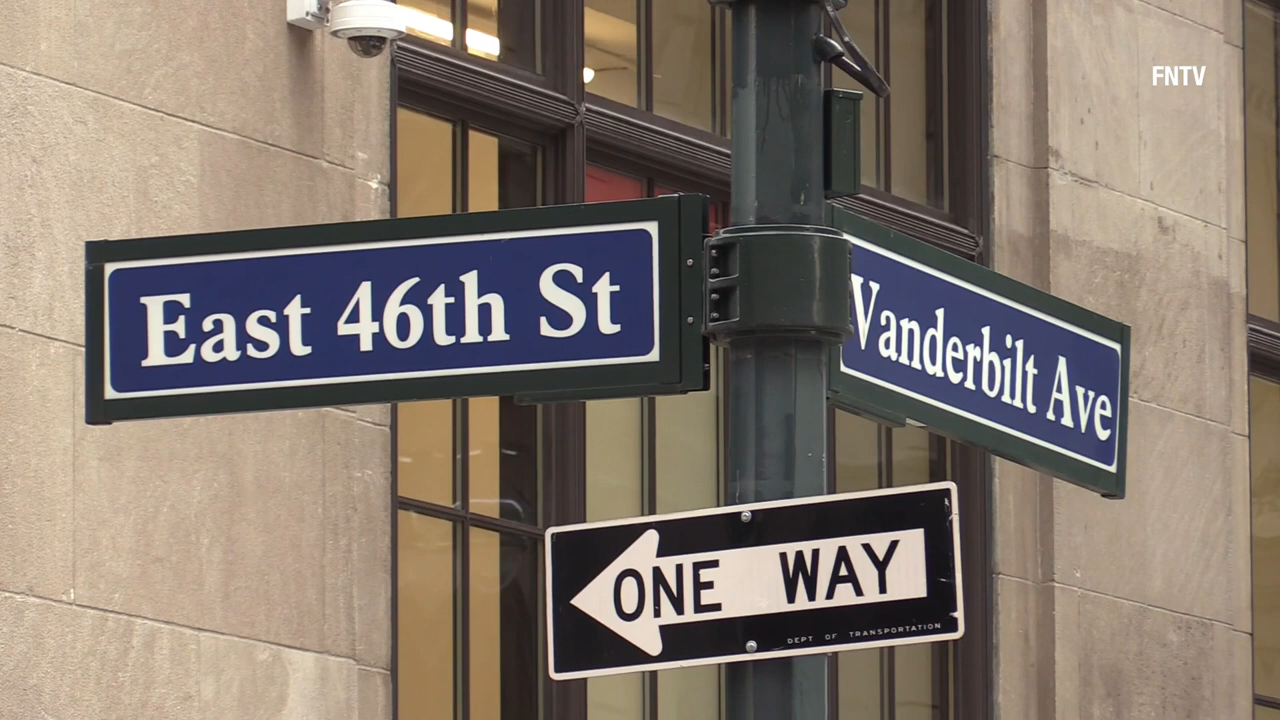 FNTV
East 46th St
Vanderbilt Ave
ONE WAY
DEPT OF TRANSPORTATION